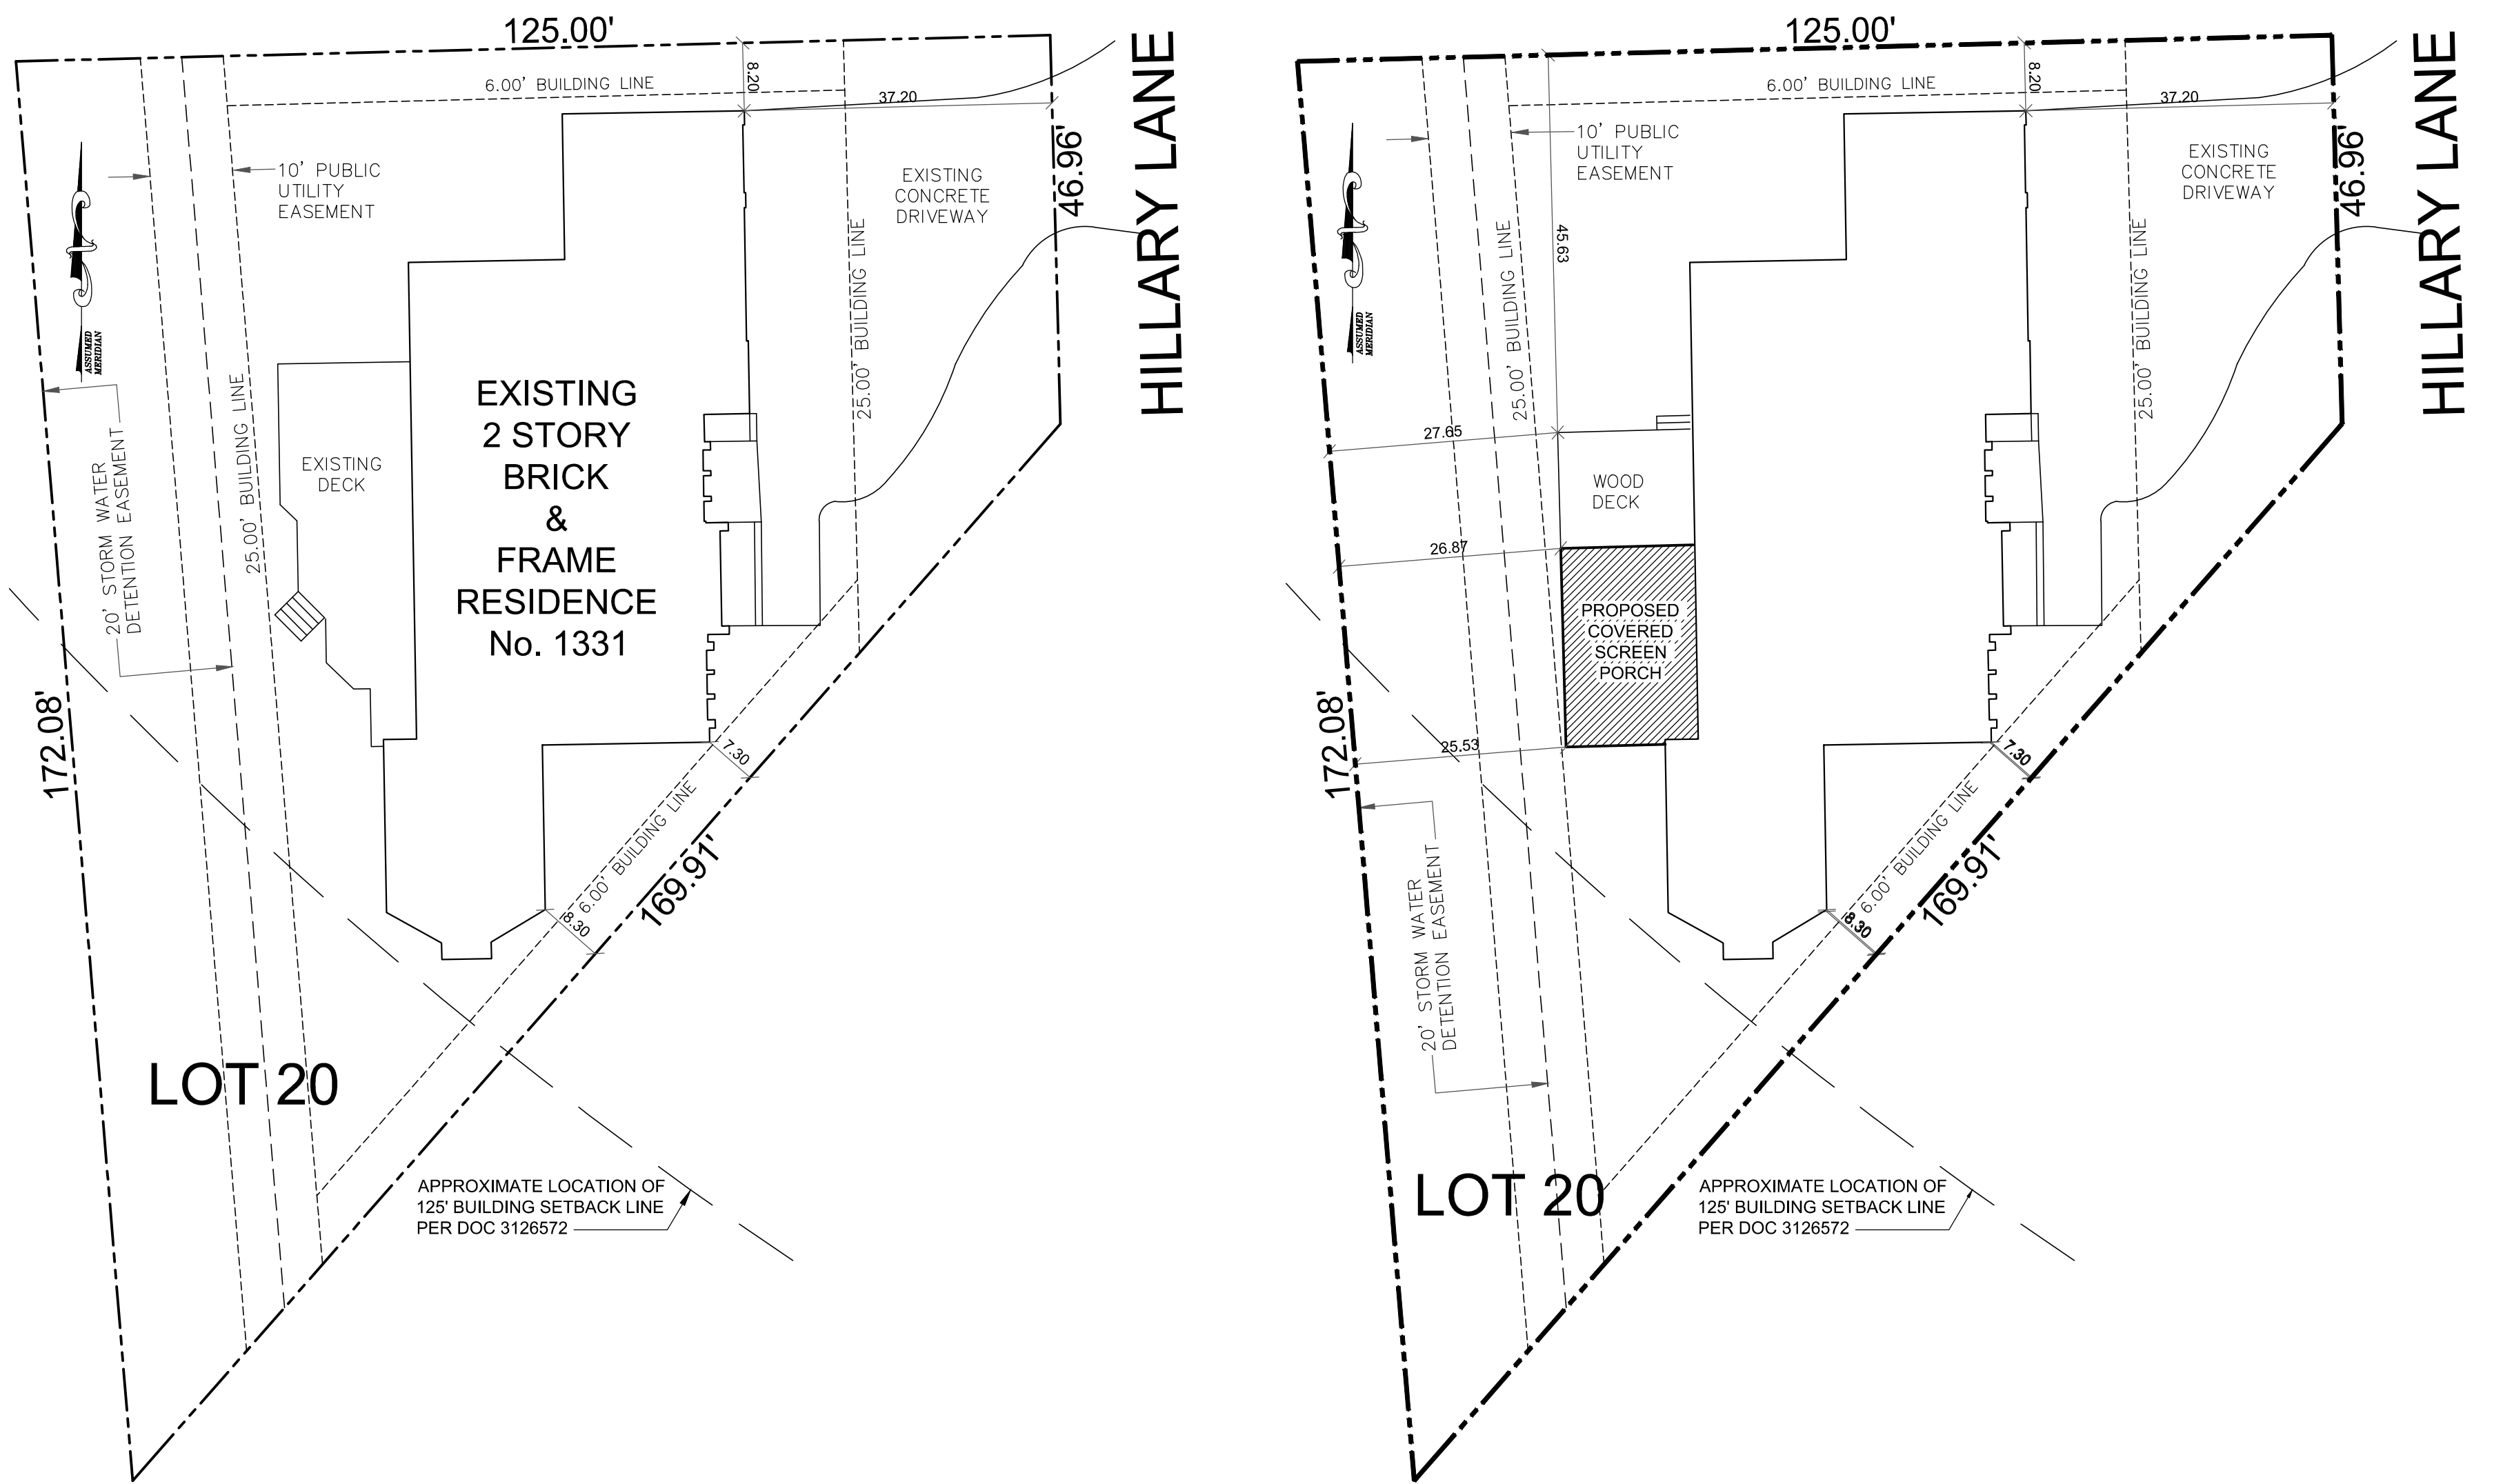 125.00'
6.00' BUILDING LINE
8.20
37.20
10' PUBLIC
UTILITY
EASEMENT
EXISTING
CONCRETE
DRIVEWAY
46.96'
HILLARY LANE
25.00' BUILDING LINE
ASSUMED
MERIDIAN
20' STORM WATER
DETENTION EASEMENT
25.00' BUILDING LINE
EXISTING
DECK
EXISTING
2 STORY
BRICK
&
FRAME
RESIDENCE
No. 1331
172.08'
7.30
6.00' BUILDING LINE
8.30
169.91'
LOT 20
APPROXIMATE LOCATION OF
125' BUILDING SETBACK LINE
PER DOC 3126572
125.00'
6.00' BUILDING LINE
8.20
37.20
10' PUBLIC
UTILITY
EASEMENT
EXISTING
CONCRETE
DRIVEWAY
46.96'
HILLARY LANE
25.00' BUILDING LINE
ASSUMED
MERIDIAN
45.63
25.00' BUILDING LINE
27.65
WOOD
DECK
26.87
PROPOSED
COVERED
SCREEN
PORCH
25.53
172.08'
7.30
6.00' BUILDING LINE
8.30
169.91'
20' STORM WATER
DETENTION EASEMENT
LOT 20
APPROXIMATE LOCATION OF
125' BUILDING SETBACK LINE
PER DOC 3126572